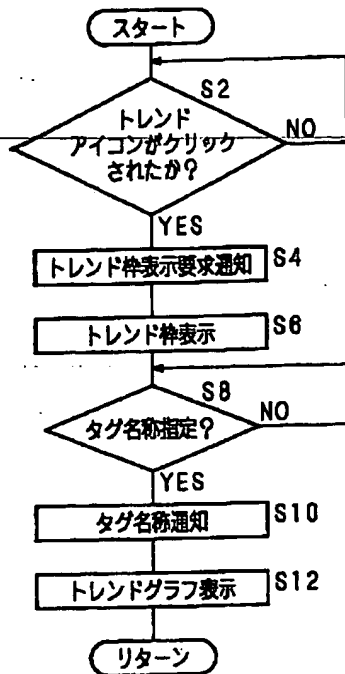 スタート
S2
トレンド
アイコンがクリック
されたか?
NO
YES
トレンド枠表示要求通知
S4
トレンド枠表示
S6
S8
タグ名称指定?
NO
YES
タグ名称通知
S10
トレンドグラフ表示
S12
リターン